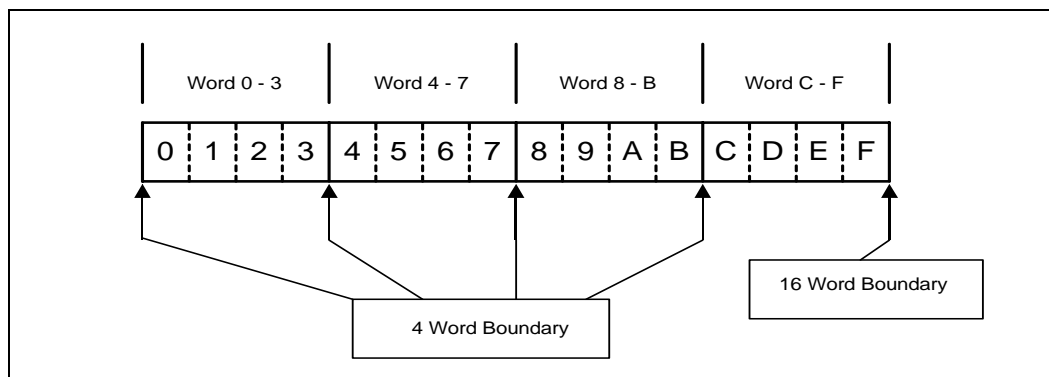 Word 0 - 3 Word 4 - 7 Word 8 - B Word C - F
0 1 2 3 4 5 6 7 8 9 A B C D E F
16 Word Boundary
4 Word Boundary